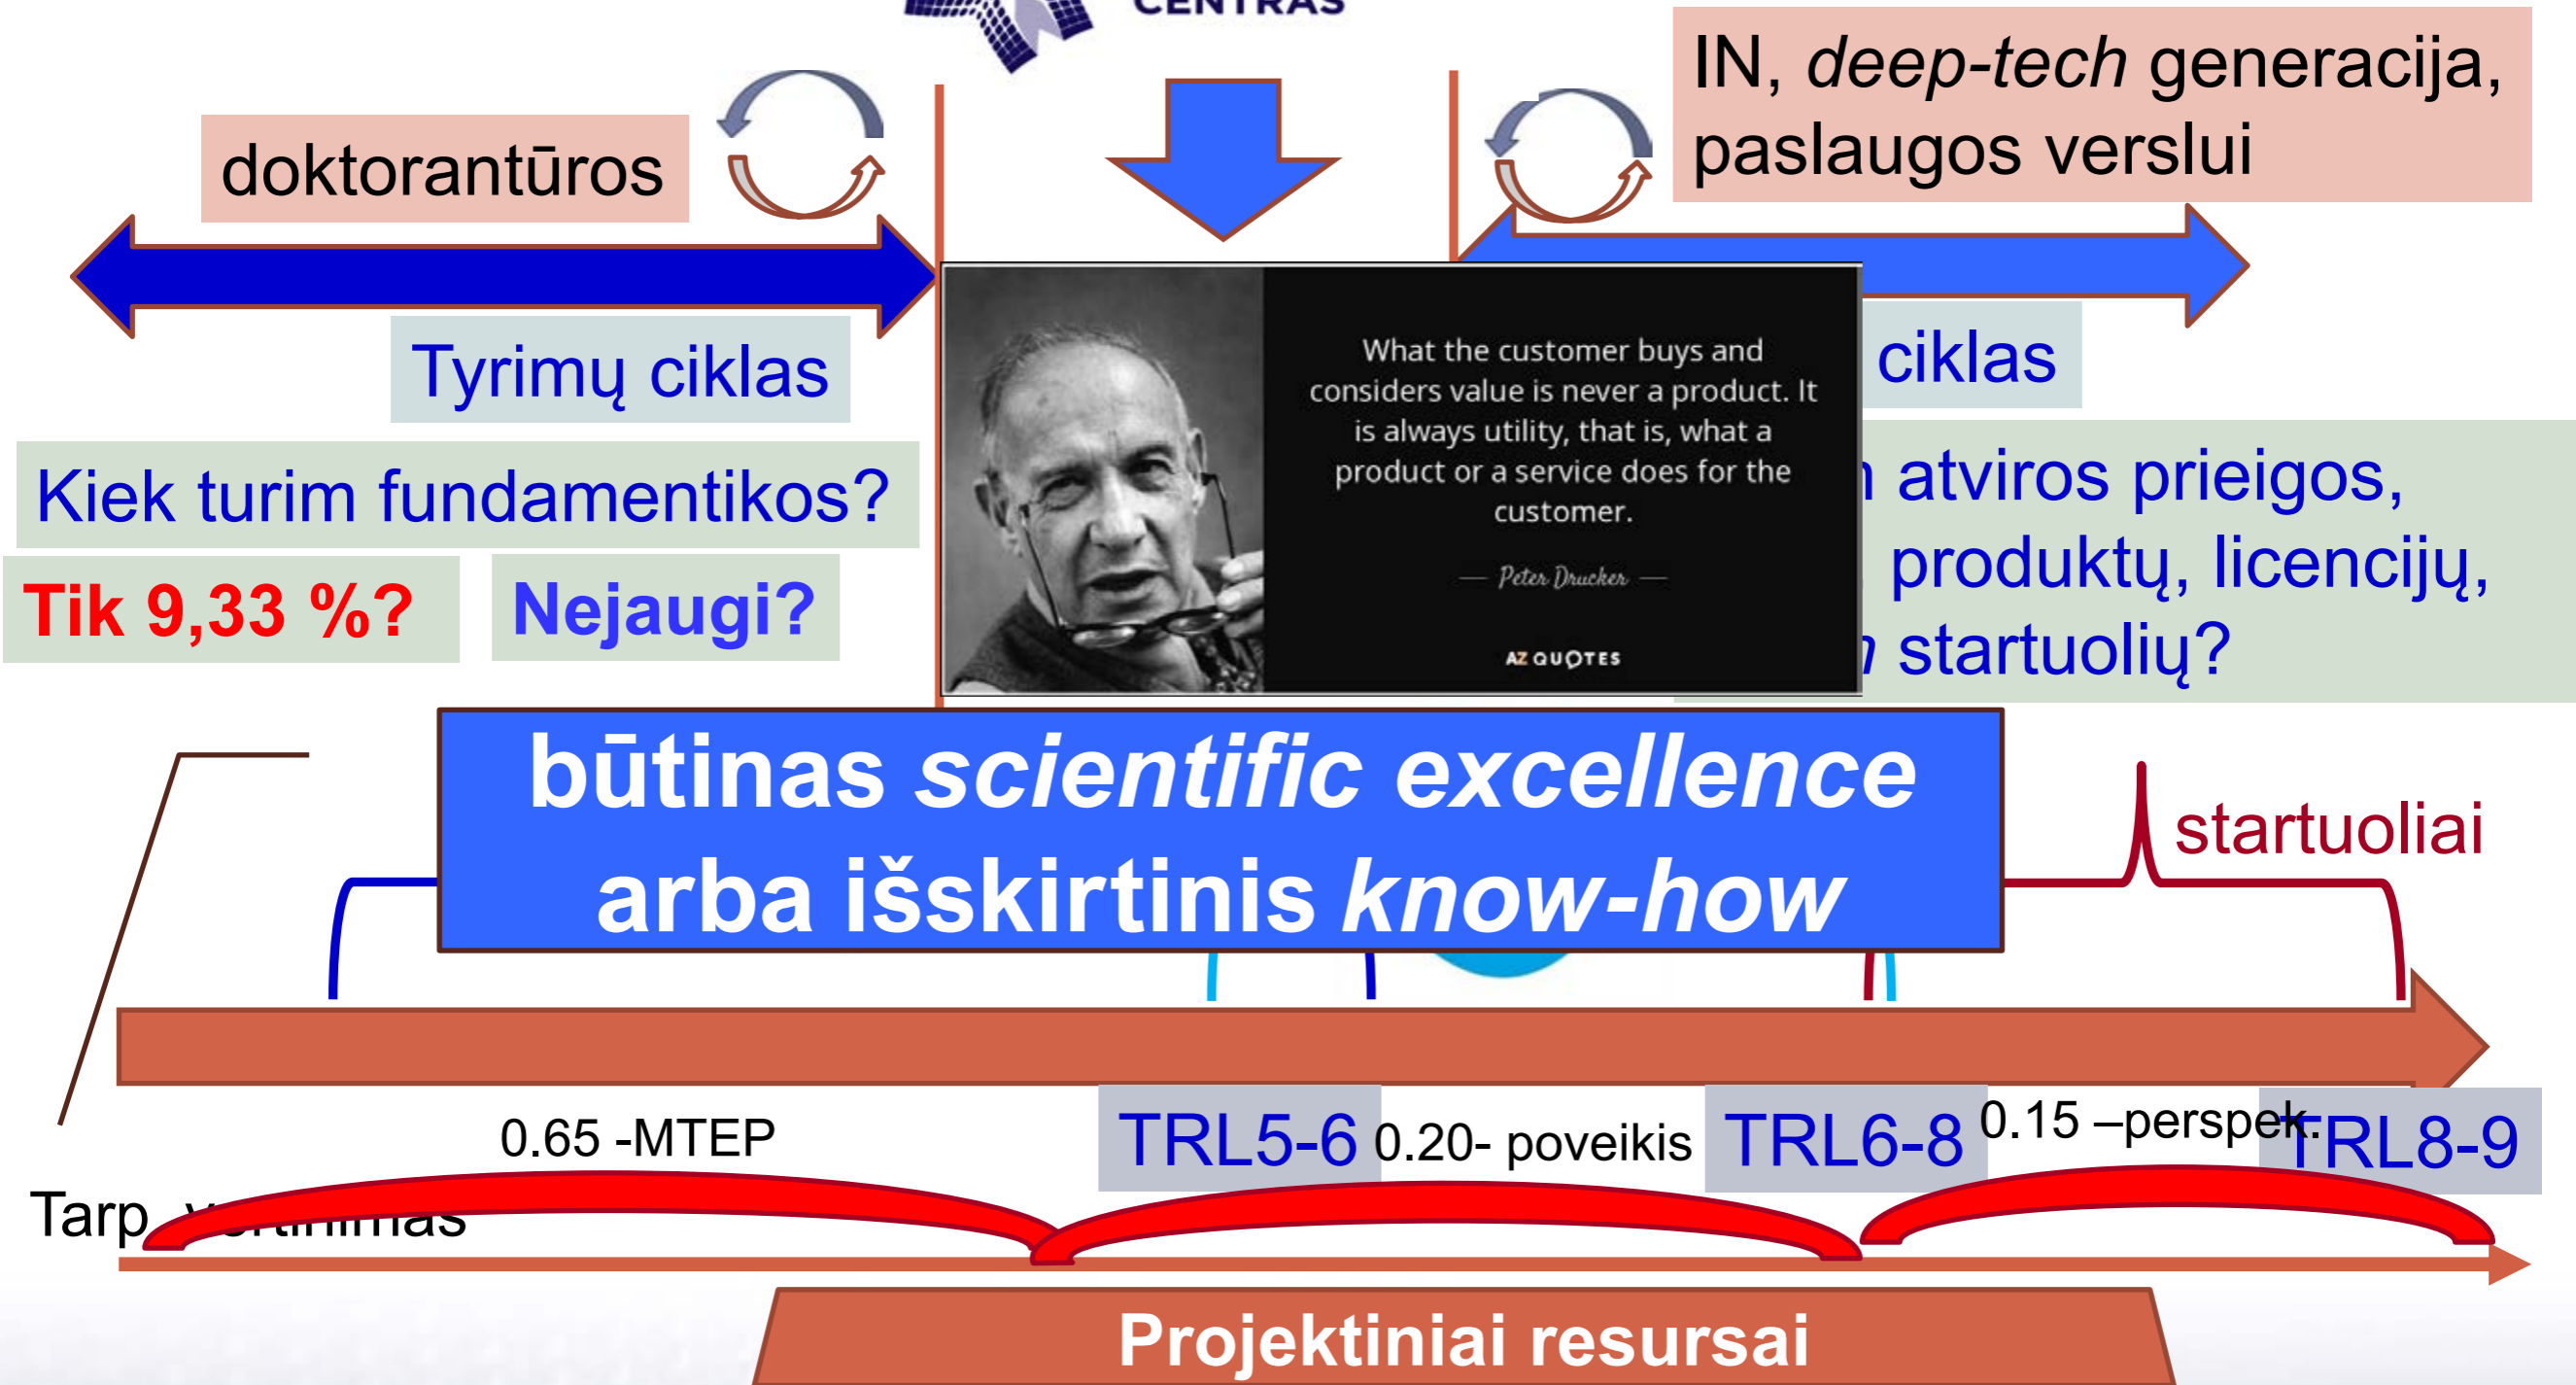 CENTRAS
IN, deep-tech generacija,
paslaugos verslui
doktorantūros
Tyrimų ciklas
ciklas
Kiek turim fundamentikos?
Tik 9,33 %?
Nejaugi?
What the customer buys and
considers value is never a product. It
is always utility, that is, what a
product or a service does for the
customer.
— Peter Drucker —
AZ QUOTES
atviros prieigos,
produktų, licencijų,
startuolių?
būtinas scientific excellence
arba išskirtinis know-how
startuoliai
0.65 -MTEP
TRL5-6
0.20- poveikis
TRL6-8
0.15 –perspek.
TRL8-9
Tarp. vertinimas
Projektiniai resursai